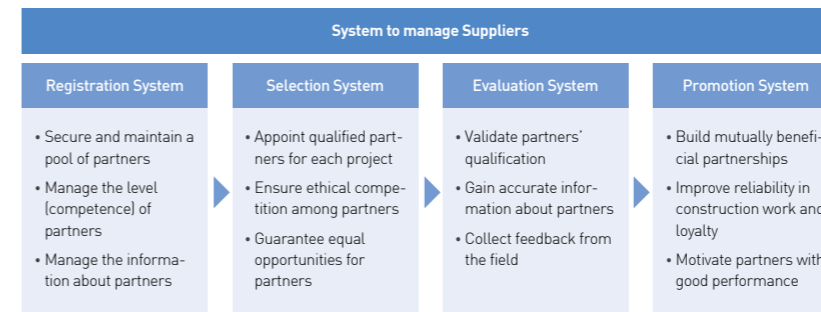 System to manage Suppliers
Registration System
• Secure and maintain a
pool of partners
• Manage the level
(competence) of
partners
• Manage the informa-
tion about partners
Selection System
• Appoint qualified part-
ners for each project
• Ensure ethical compe-
tition among partners
• Guarantee equal
opportunities for
partners
Evaluation System
• Validate partners’
qualification
• Gain accurate infor-
mation about partners
• Collect feedback from
the field
Promotion System
• Build mutually benefi-
cial partnerships
• Improve reliability in
construction work and
loyalty
• Motivate partners with
good performance